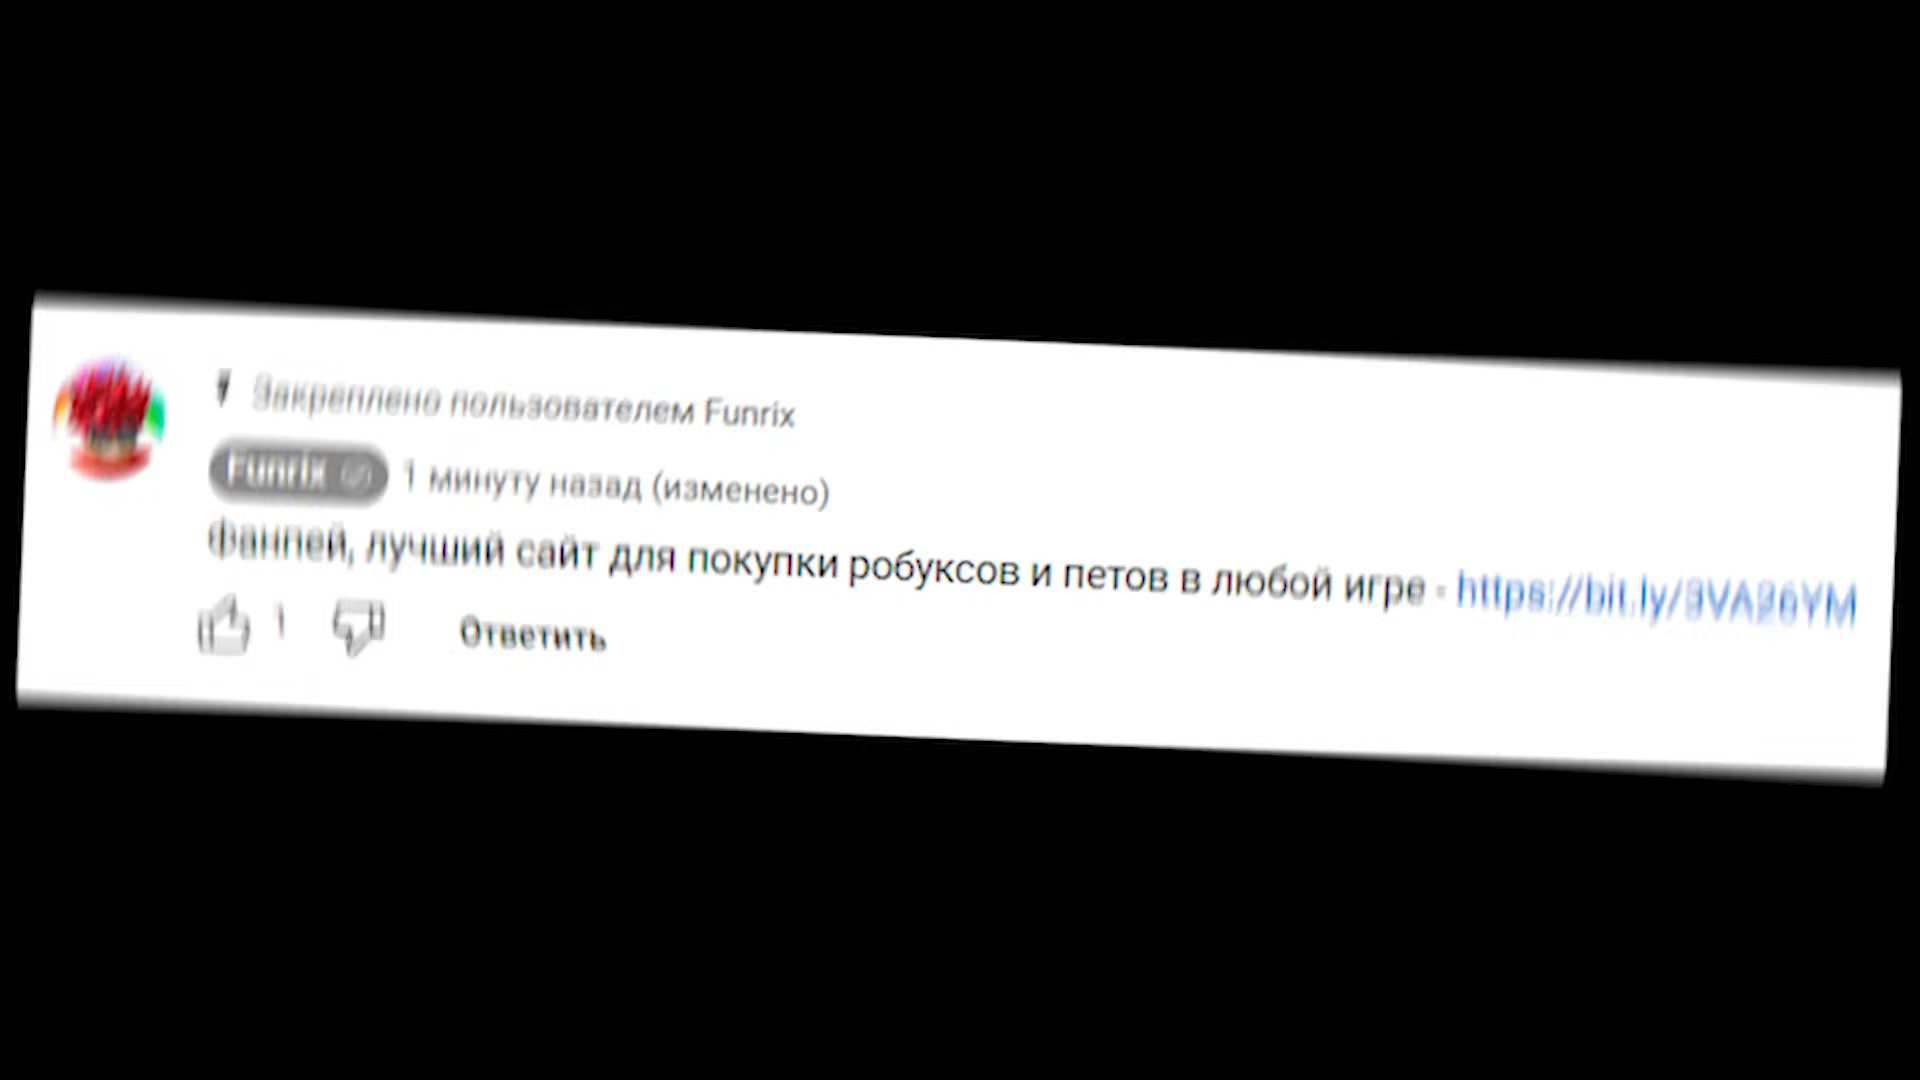 Закреплено пользователем Funrix
Funrix
1 минуту назад (изменено)
фанпей, лучший сайт для покупки робуксов и петов в любой игре - https://bit.ly/3VA26YM
1
Ответить